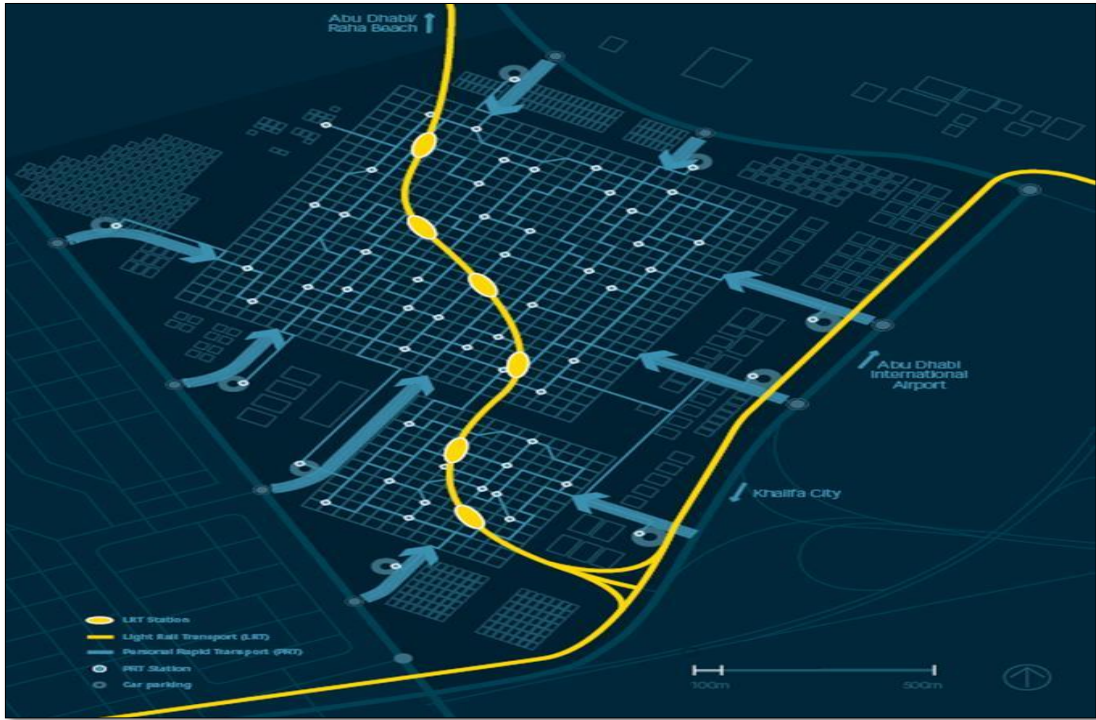 Abu Dhabi/
Raha Beach
Abu Dhabi
International
Airport
Khalifa City
LRT Station
Light Rail Transport (LRT)
Personal Rapid Transport (PRT)
PRT Station
Car parking
100m
500m